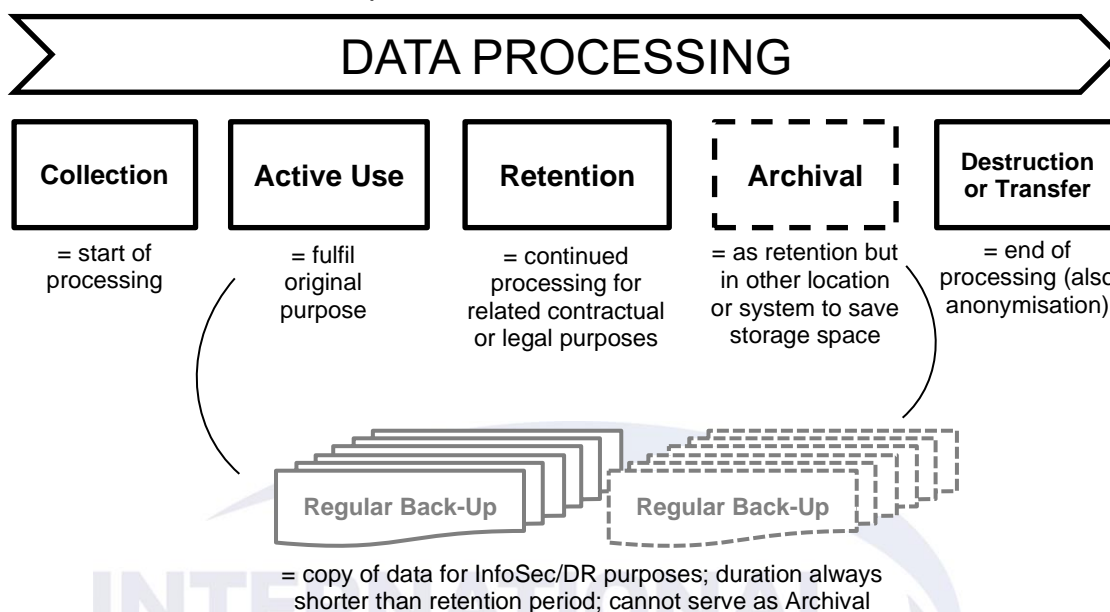 DATA PROCESSING
Collection
= start of
processing
Active Use
= fulfil
original
purpose
Retention
= continued
processing for
related contractual
or legal purposes
Archival
= as retention but
in other location
or system to save
storage space
Destruction
or Transfer
= end of
processing (also
anonymisation)
Regular Back-Up
Regular Back-Up
= copy of data for InfoSec/DR purposes; duration always
shorter than retention period; cannot serve as Archival
INTERNATIONAL